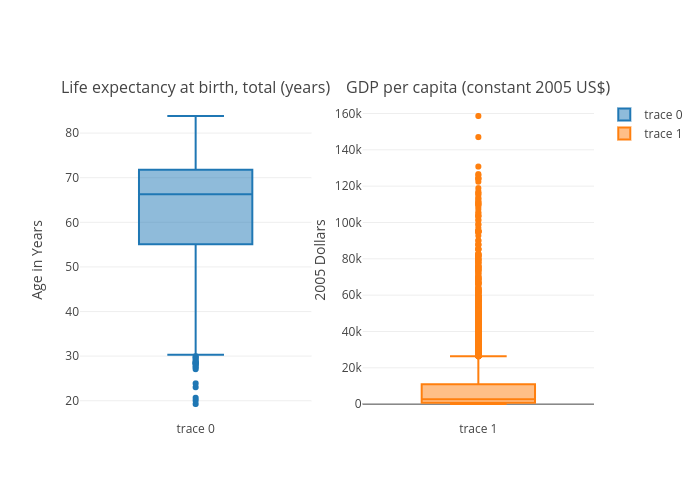 Life expectancy at birth, total (years)
GDP per capita (constant 2005 US$)
trace 0
trace 1
Age in Years
80
70
60
50
40
30
20
trace 0
2005 Dollars
160k
140k
120k
100k
80k
60k
40k
20k
0
trace 1